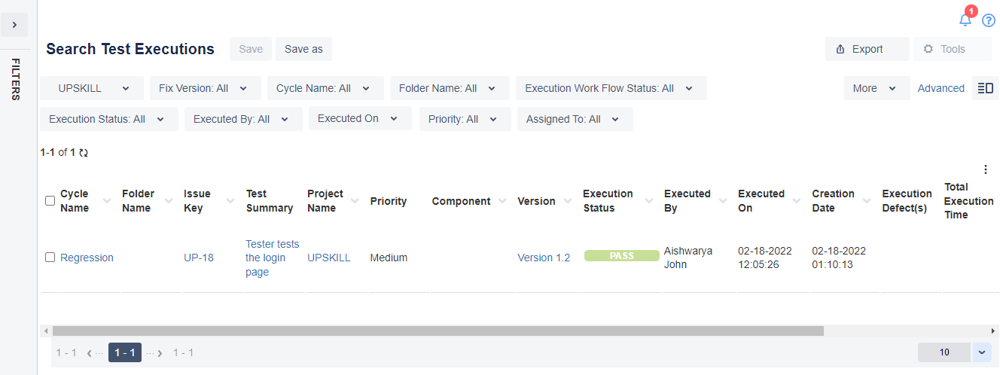 1
FILTERS
Search Test Executions Save Save as Export Tools
UPSKILL Fix Version: All Cycle Name: All Folder Name: All Execution Work Flow Status: All More Advanced
Execution Status: All Executed By: All Executed On Priority: All Assigned To: All
1-1 of 1
Cycle Name Folder Name Issue Key Test Summary Project Name Priority Component Version Execution Status Executed By Executed On Creation Date Execution Defect(s) Total Execution Time
Regression UP-18 Tester tests the login page UPSKILL Medium Version 1.2 PASS Aishwarya John 02-18-2022 12:05:26 02-18-2022 01:10:13
1 - 1 ... 1 - 1 ... 1 - 1 10